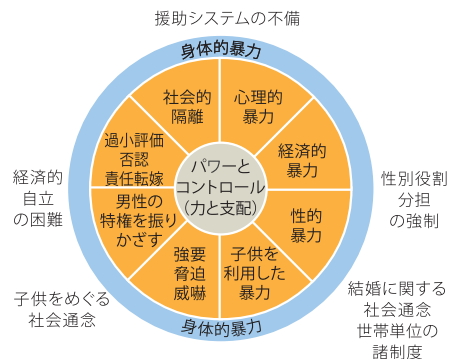 援助システムの不備
身体的暴力
社会的
隔離
心理的
暴力
過小評価
否認
責任転嫁
経済的
暴力
パワーと
コントロール
(力と支配)
男性の
特権を振り
かざす
性的
暴力
強要
脅迫
威嚇
子供を
利用した
暴力
身体的暴力
経済的
自立
の困難
性別役割
分担
の強制
子供をめぐる
社会通念
結婚に関する
社会通念
世帯単位の
諸制度